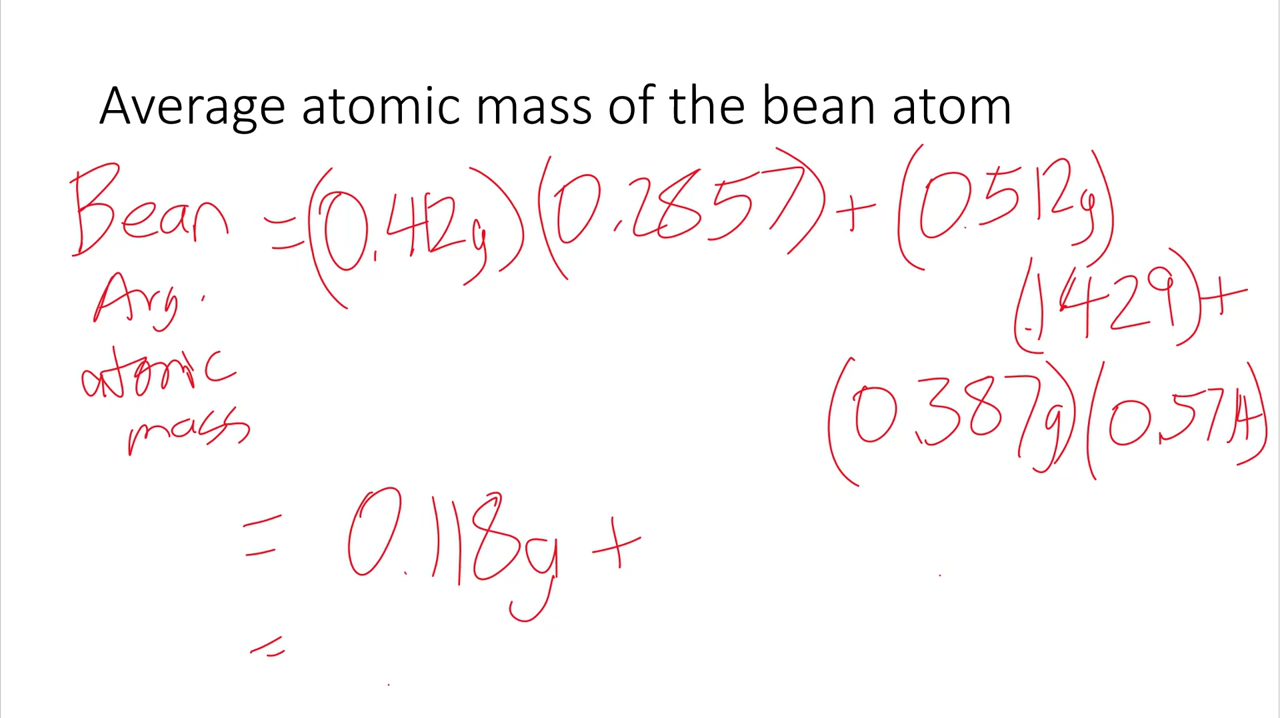 Average atomic mass of the bean atom
Bean = (0.412g)(0.2857) + (0.512g)
Avg. (.1429) +
atomic (0.387g)(0.5714)
mass
= 0.118g +
=